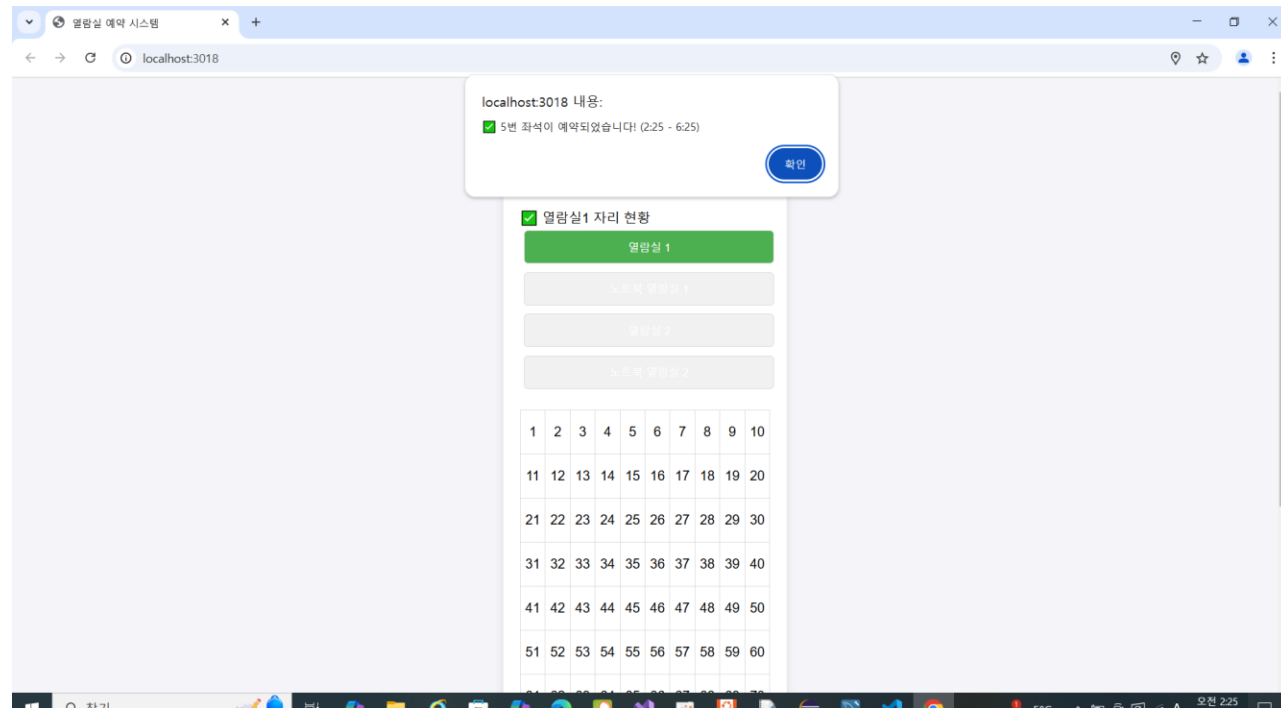 열람실 예약 시스템
localhost:3018
localhost:3018 내용:
✅ 5번 좌석이 예약되었습니다! (2:25 - 6:25)
확인
✅ 열람실1 자리 현황
열람실 1
노트북 열람실 1
열람실 2
노트북 열람실 2
1 2 3 4 5 6 7 8 9 10
11 12 13 14 15 16 17 18 19 20
21 22 23 24 25 26 27 28 29 30
31 32 33 34 35 36 37 38 39 40
41 42 43 44 45 46 47 48 49 50
51 52 53 54 55 56 57 58 59 60
찾기
오전 2:25